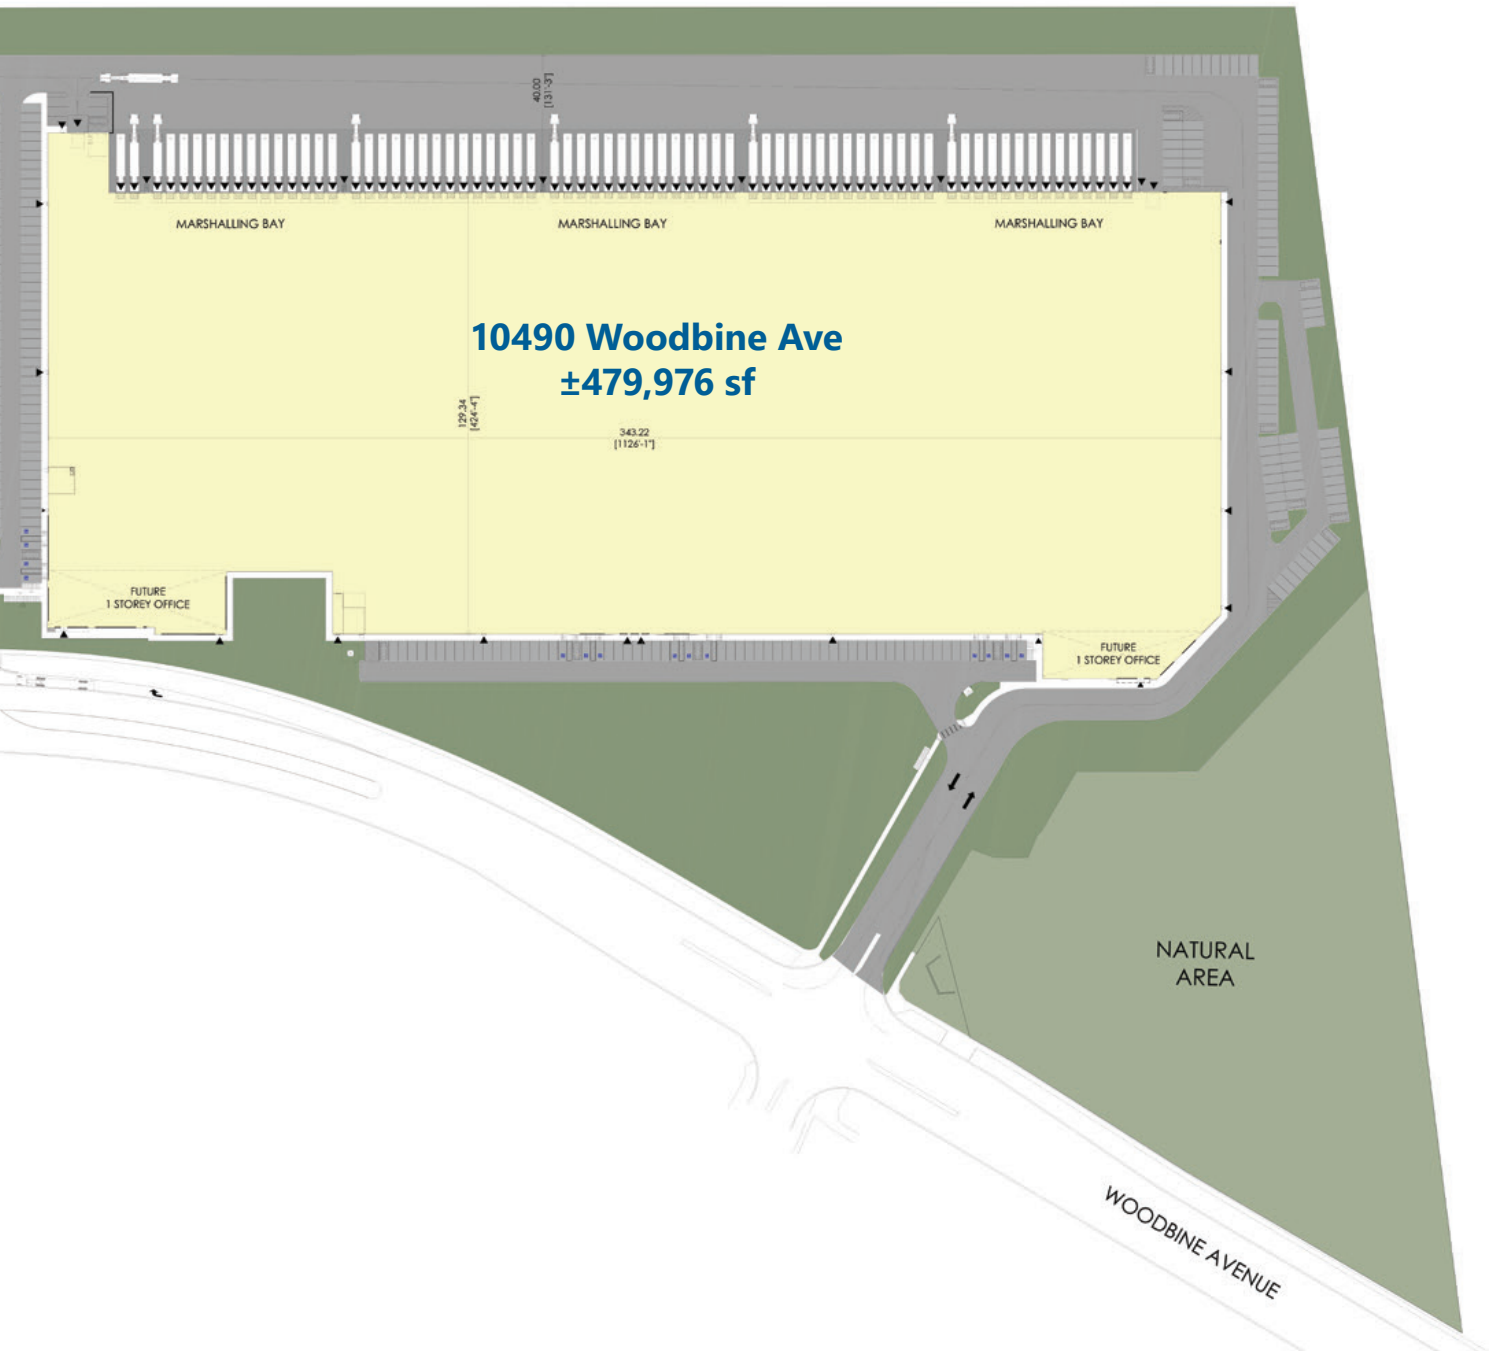 40.00
[131'-3"]
MARSHALLING BAY
MARSHALLING BAY
MARSHALLING BAY
10490 Woodbine Ave
±479,976 sf
129.34
[424'-4"]
343.22
[1126'-1"]
FUTURE
1 STOREY OFFICE
FUTURE
1 STOREY OFFICE
NATURAL
AREA
WOODBINE AVENUE